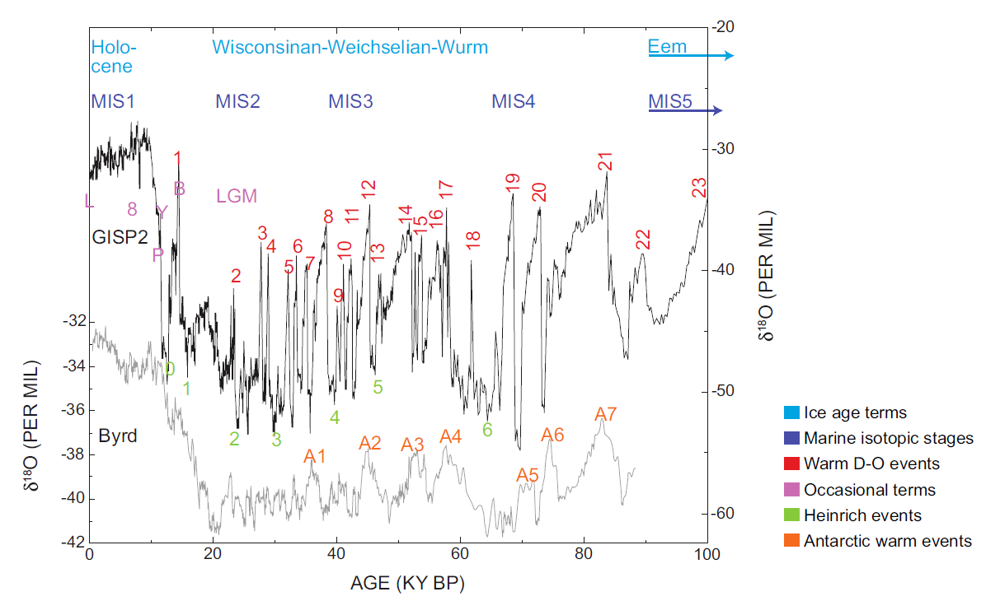 Holo-
cene
Wisconsinan-Weichselian-Wurm
Eem
MIS1
MIS2
MIS3
MIS4
MIS5
-20
-30
-40
-50
-60
δ18O (PER MIL)
1
2
3
4
5
6
7
8
9
10
11
12
13
14
15
16
17
18
19
20
21
22
23
L
8
Y
P
B
LGM
GISP2
0
1
2
3
4
5
6
Byrd
A1
A2
A3
A4
A5
A6
A7
-32
-34
-36
-38
-40
-42
δ18O (PER MIL)
0
20
40
60
80
100
AGE (KY BP)
Ice age terms
Marine isotopic stages
Warm D-O events
Occasional terms
Heinrich events
Antarctic warm events